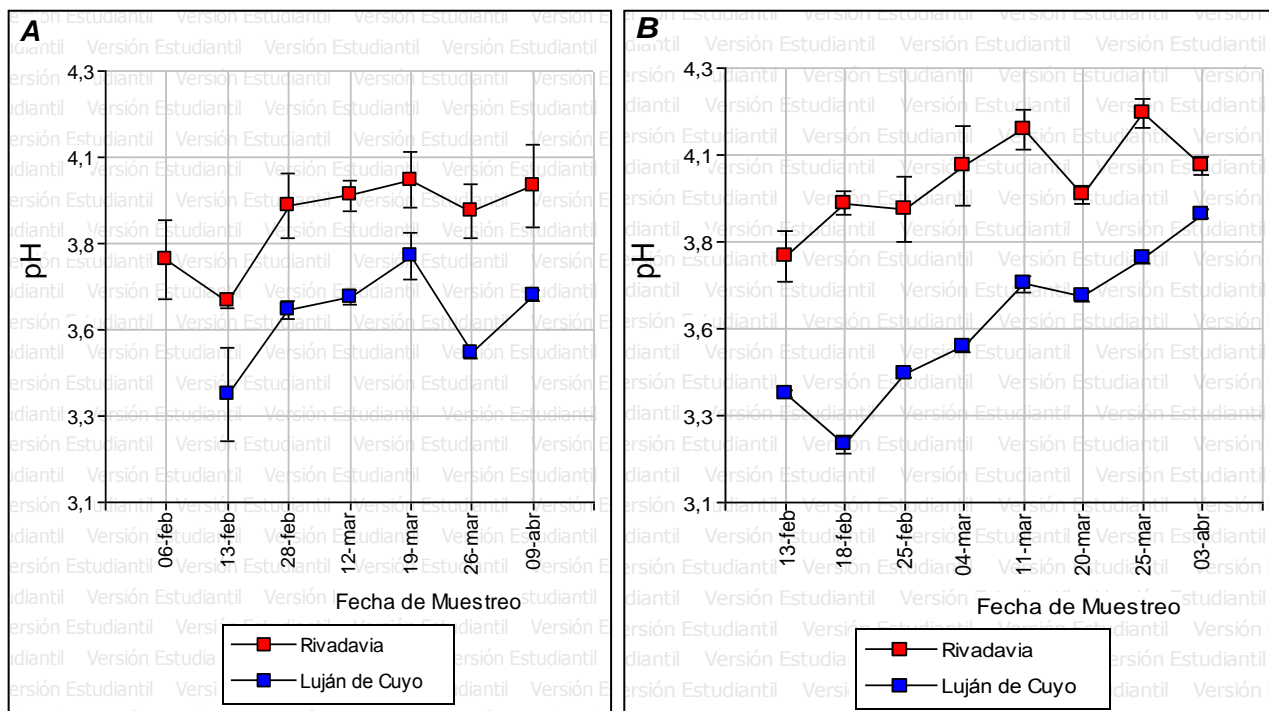 A
4,3
4,1
3,8
3,6
3,3
3,1
pH
06-feb
13-feb
28-feb
12-mar
19-mar
26-mar
09-abr
Fecha de Muestreo
Rivadavia
Luján de Cuyo
B
4,3
4,1
3,8
3,6
3,3
3,1
pH
13-feb
18-feb
25-feb
04-mar
11-mar
20-mar
25-mar
03-abr
Fecha de Muestreo
Rivadavia
Luján de Cuyo
Versión Estudiantil